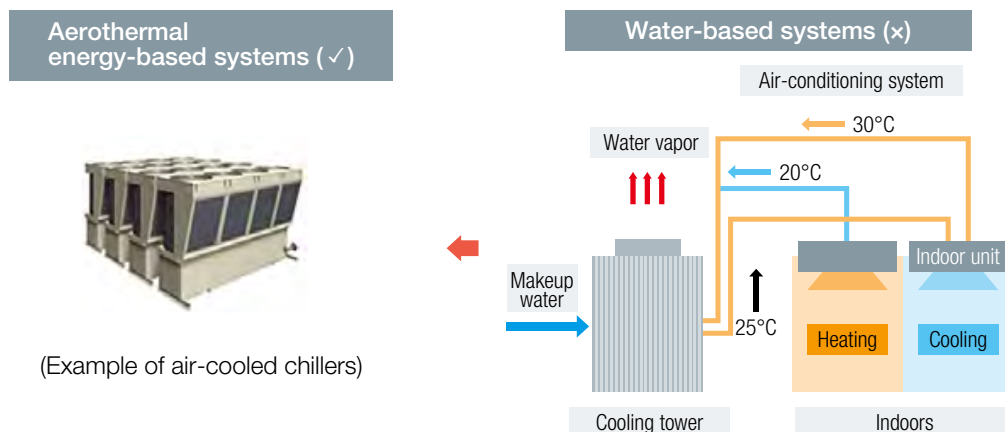 Aerothermal
energy-based systems (✓)
(Example of air-cooled chillers)
Water-based systems (×)
Air-conditioning system
30°C
Water vapor
20°C
Indoor unit
Makeup
water
25°C
Heating
Cooling
Cooling tower
Indoors